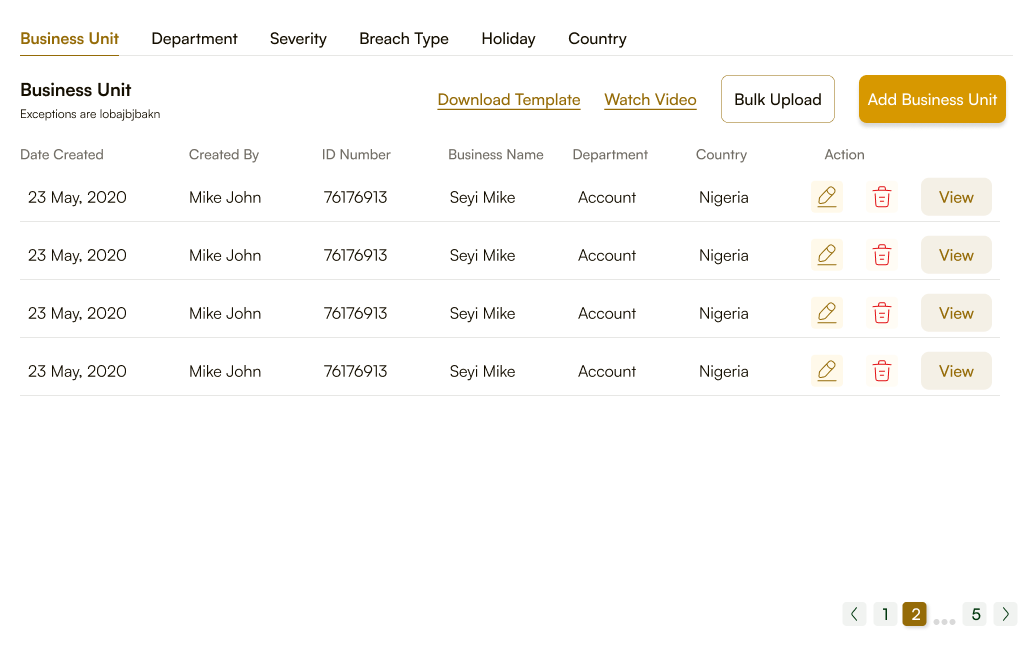 Business Unit Department Severity Breach Type Holiday Country
Business Unit
Exceptions are lobajbjbakn
Download Template Watch Video Bulk Upload Add Business Unit
Date Created Created By ID Number Business Name Department Country Action
23 May, 2020 Mike John 76176913 Seyi Mike Account Nigeria View
23 May, 2020 Mike John 76176913 Seyi Mike Account Nigeria View
23 May, 2020 Mike John 76176913 Seyi Mike Account Nigeria View
23 May, 2020 Mike John 76176913 Seyi Mike Account Nigeria View
1 2 ... 5